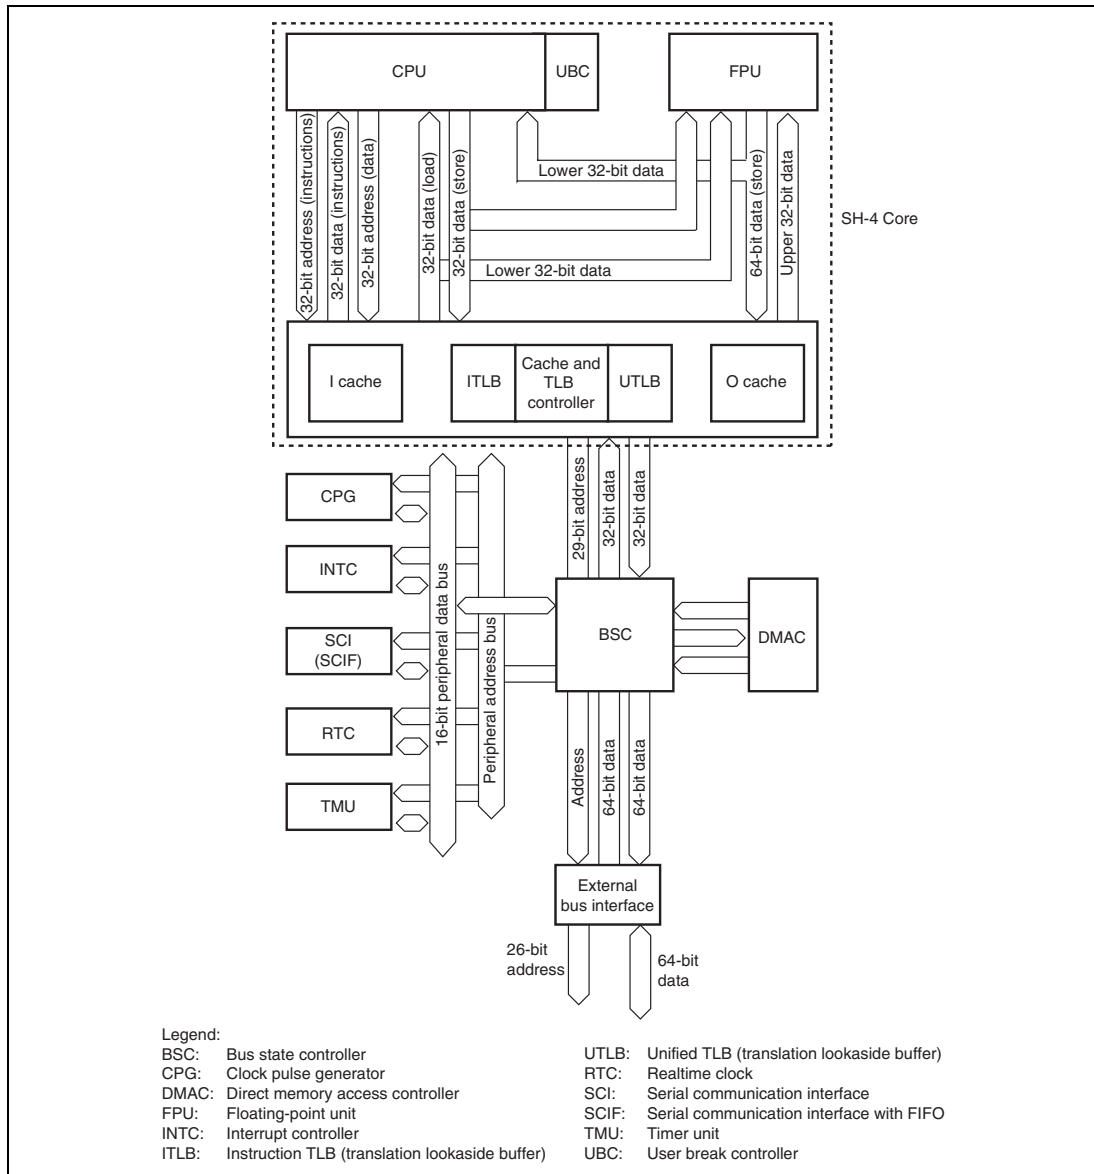 CPU
UBC
FPU
32-bit address (instructions)
32-bit data (instructions)
32-bit address (data)
32-bit data (load)
32-bit data (store)
Lower 32-bit data
Lower 32-bit data
64-bit data (store)
Upper 32-bit data
SH-4 Core
I cache
ITLB
Cache and
TLB
controller
UTLB
O cache
29-bit address
32-bit data
32-bit data
CPG
INTC
SCI
(SCIF)
RTC
TMU
16-bit peripheral data bus
Peripheral address bus
BSC
DMAC
Address
64-bit data
64-bit data
External
bus interface
26-bit
address
64-bit
data
Legend:
BSC: Bus state controller
CPG: Clock pulse generator
DMAC: Direct memory access controller
FPU: Floating-point unit
INTC: Interrupt controller
ITLB: Instruction TLB (translation lookaside buffer)
UTLB: Unified TLB (translation lookaside buffer)
RTC: Realtime clock
SCI: Serial communication interface
SCIF: Serial communication interface with FIFO
TMU: Timer unit
UBC: User break controller